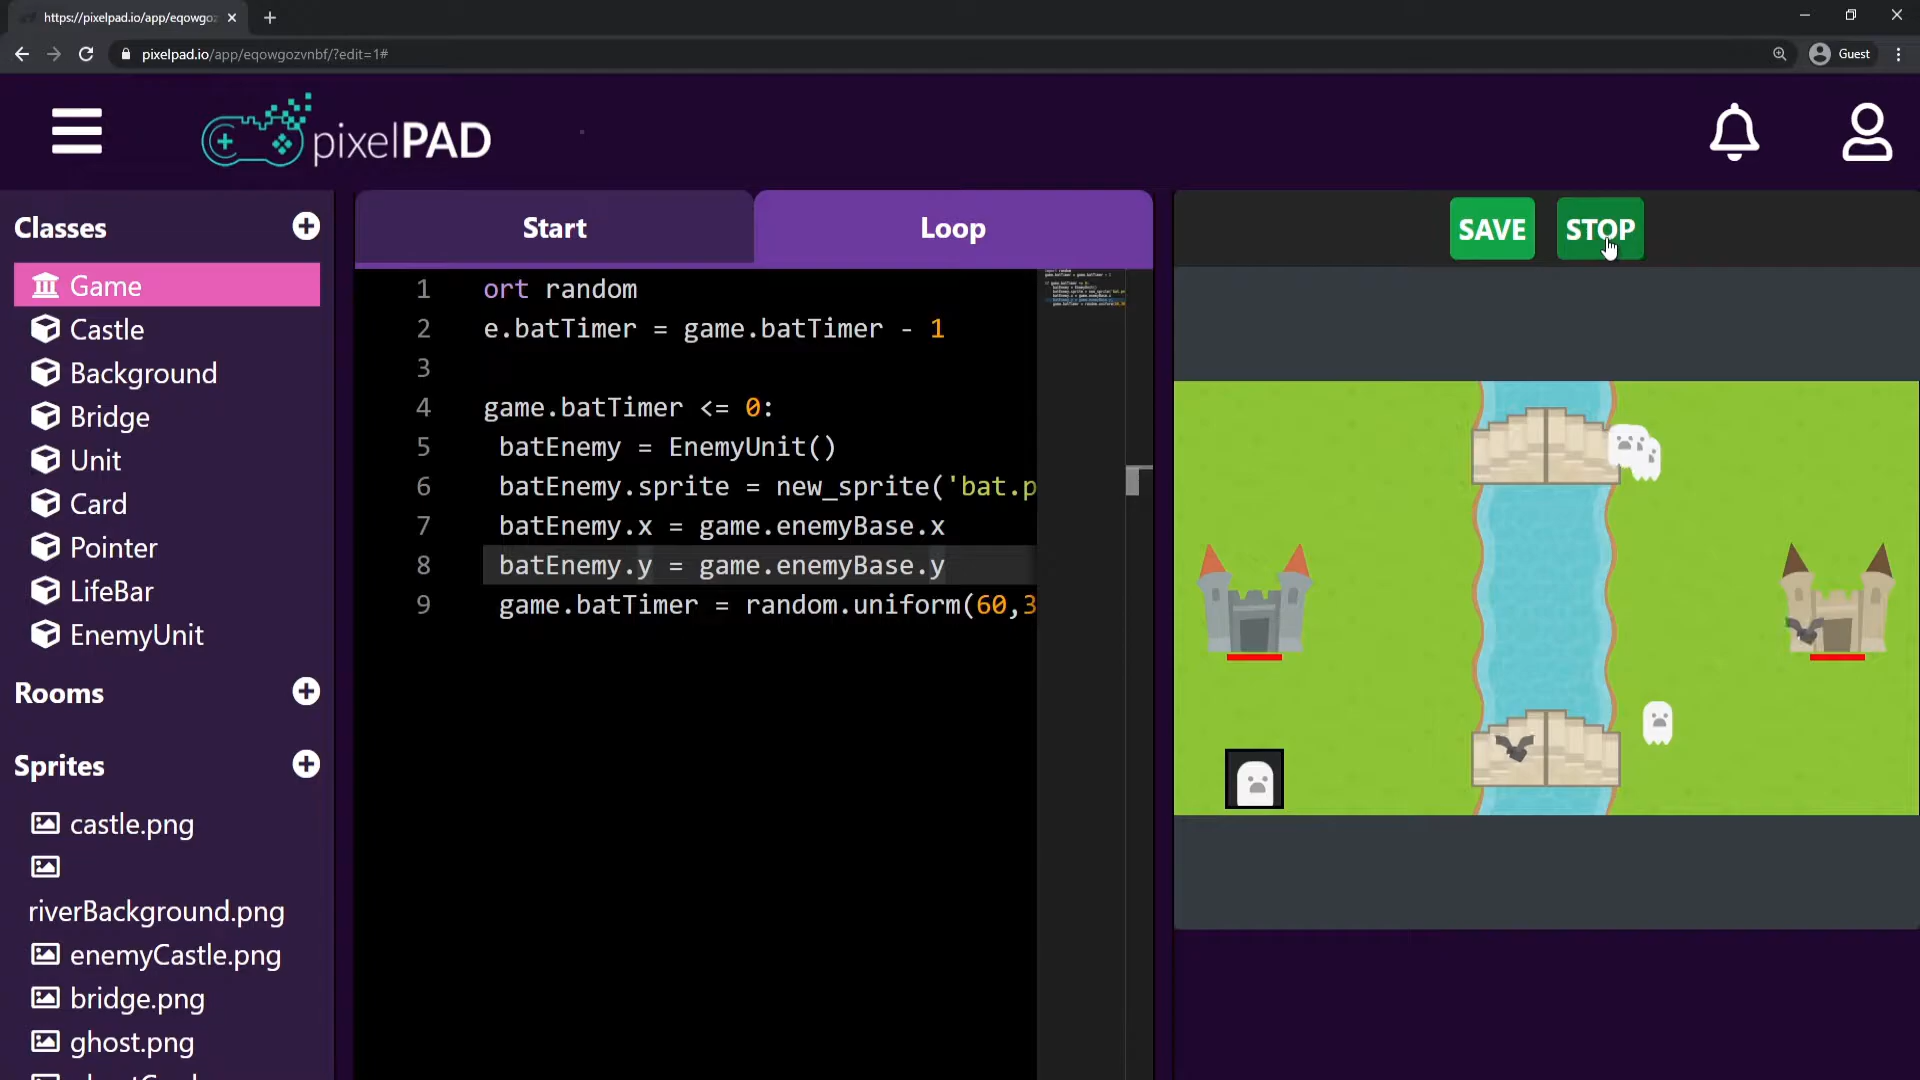 https://pixelpad.io/app/eqowgoz
pixelpad.io/app/eqowgozvnbf/?edit=1#
Guest
pixelPAD
Classes
Game
Castle
Background
Bridge
Unit
Card
Pointer
LifeBar
EnemyUnit
Rooms
Sprites
castle.png
riverBackground.png
enemyCastle.png
bridge.png
ghost.png
Start
Loop
1 ort random
2 e.batTimer = game.batTimer - 1
3
4 game.batTimer <= 0:
5 batEnemy = EnemyUnit()
6 batEnemy.sprite = new_sprite('bat.p
7 batEnemy.x = game.enemyBase.x
8 batEnemy.y = game.enemyBase.y
9 game.batTimer = random.uniform(60,3
SAVE
STOP